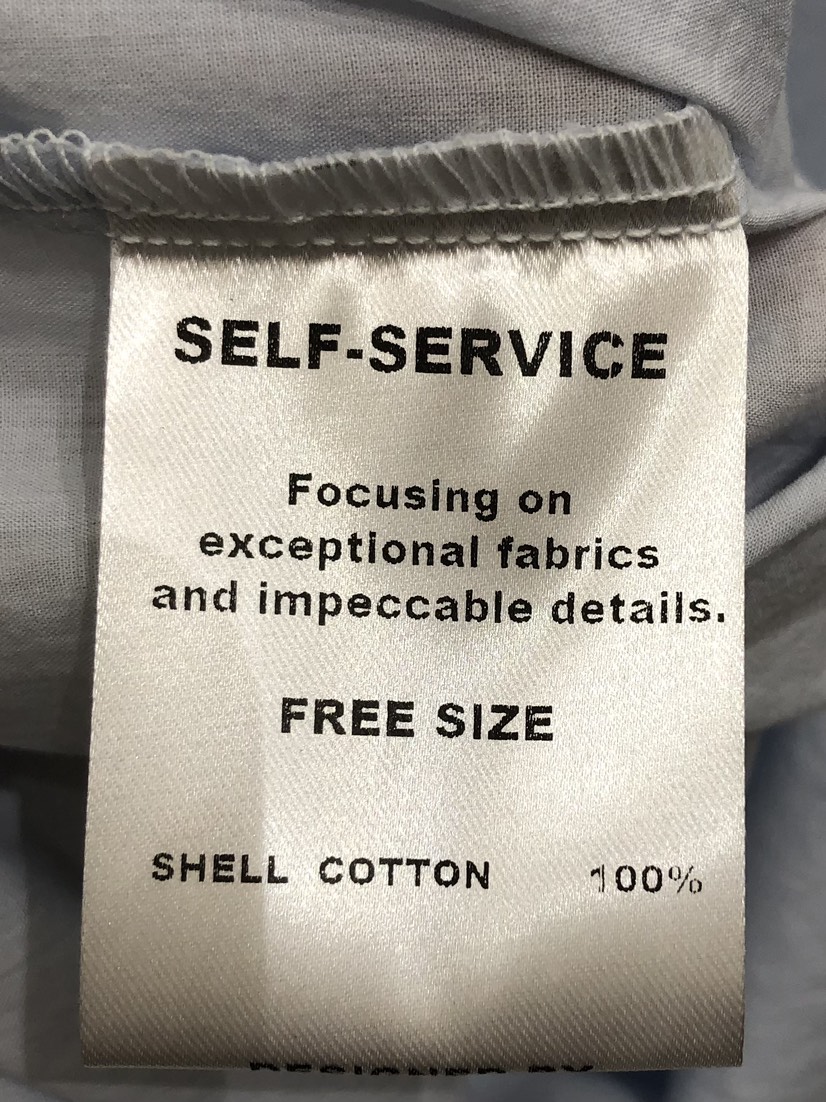 SELF-SERVICE
Focusing on
exceptional fabrics
and impeccable details.
FREE SIZE
SHELL COTTON 100%